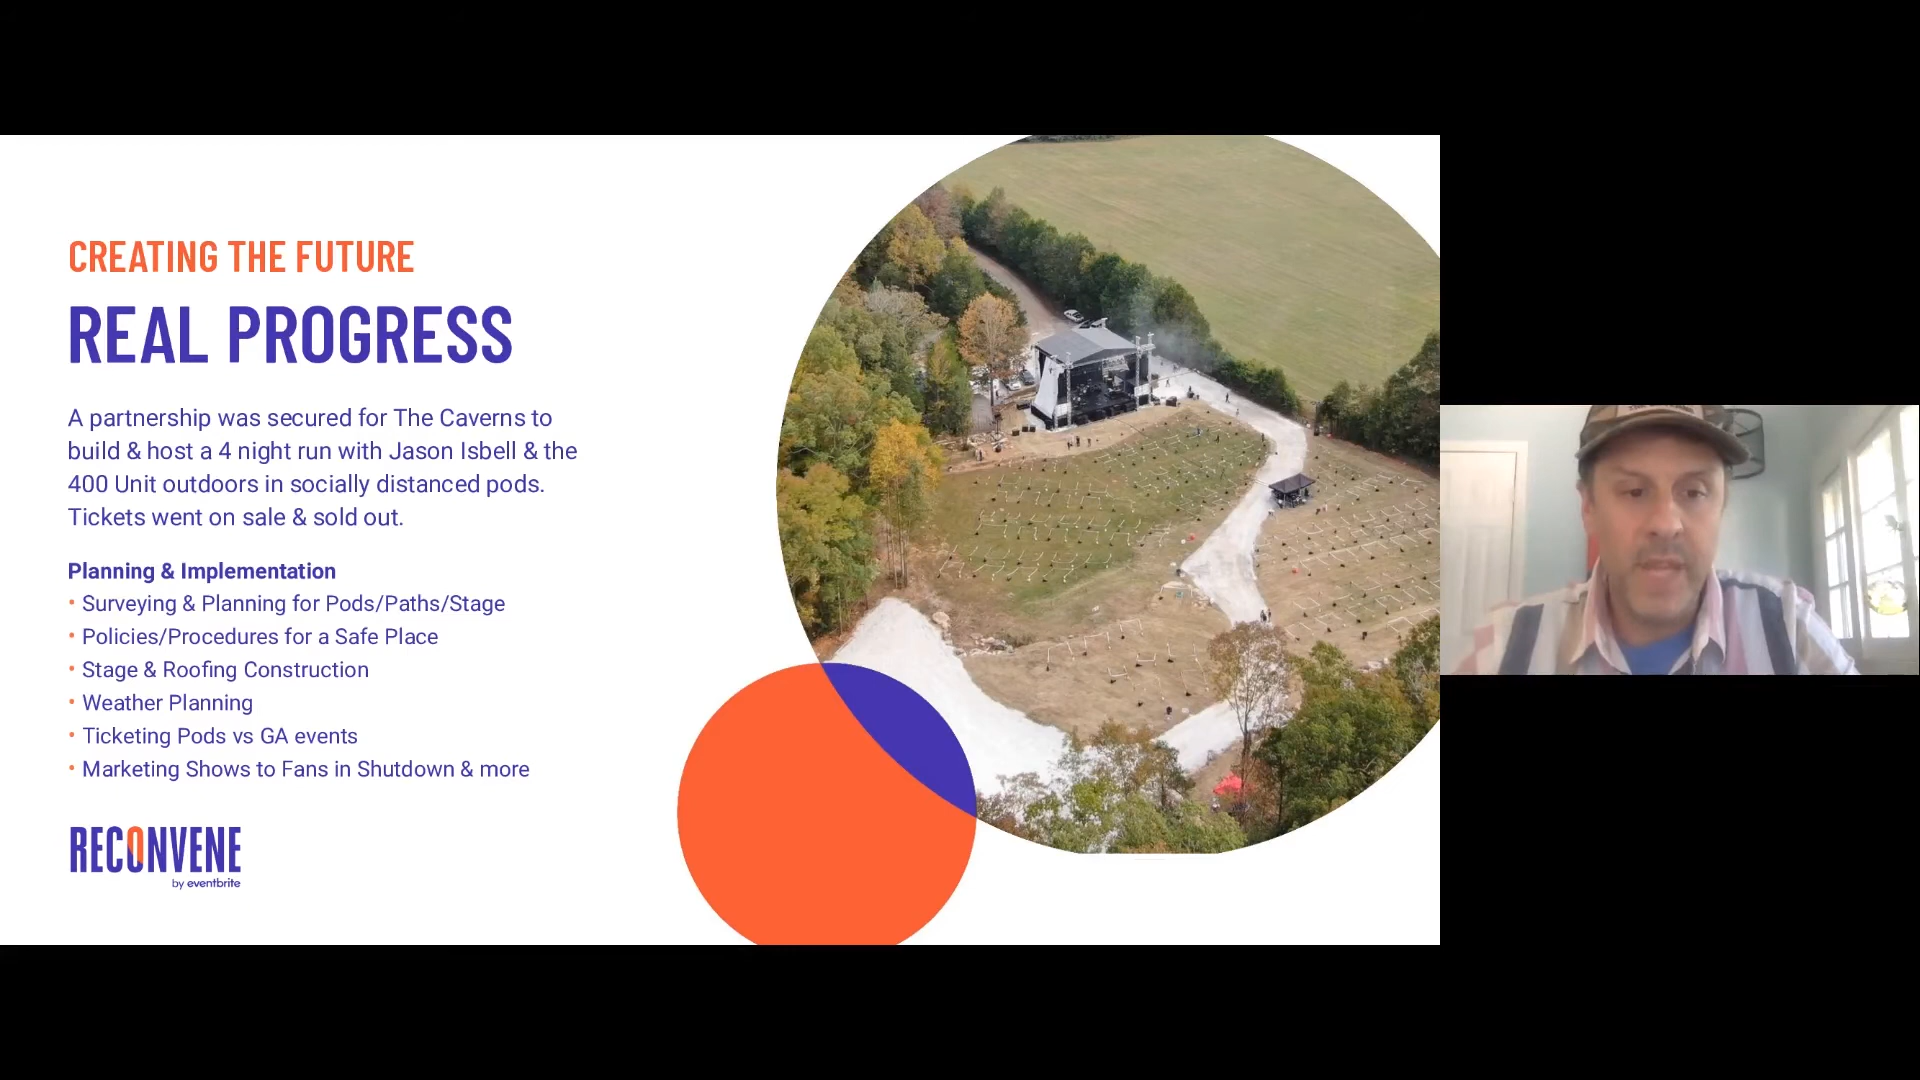 CREATING THE FUTURE
REAL PROGRESS
A partnership was secured for The Caverns to
build & host a 4 night run with Jason Isbell & the
400 Unit outdoors in socially distanced pods.
Tickets went on sale & sold out.
Planning & Implementation
• Surveying & Planning for Pods/Paths/Stage
• Policies/Procedures for a Safe Place
• Stage & Roofing Construction
• Weather Planning
• Ticketing Pods vs GA events
• Marketing Shows to Fans in Shutdown & more
RECONVENE
by eventbrite